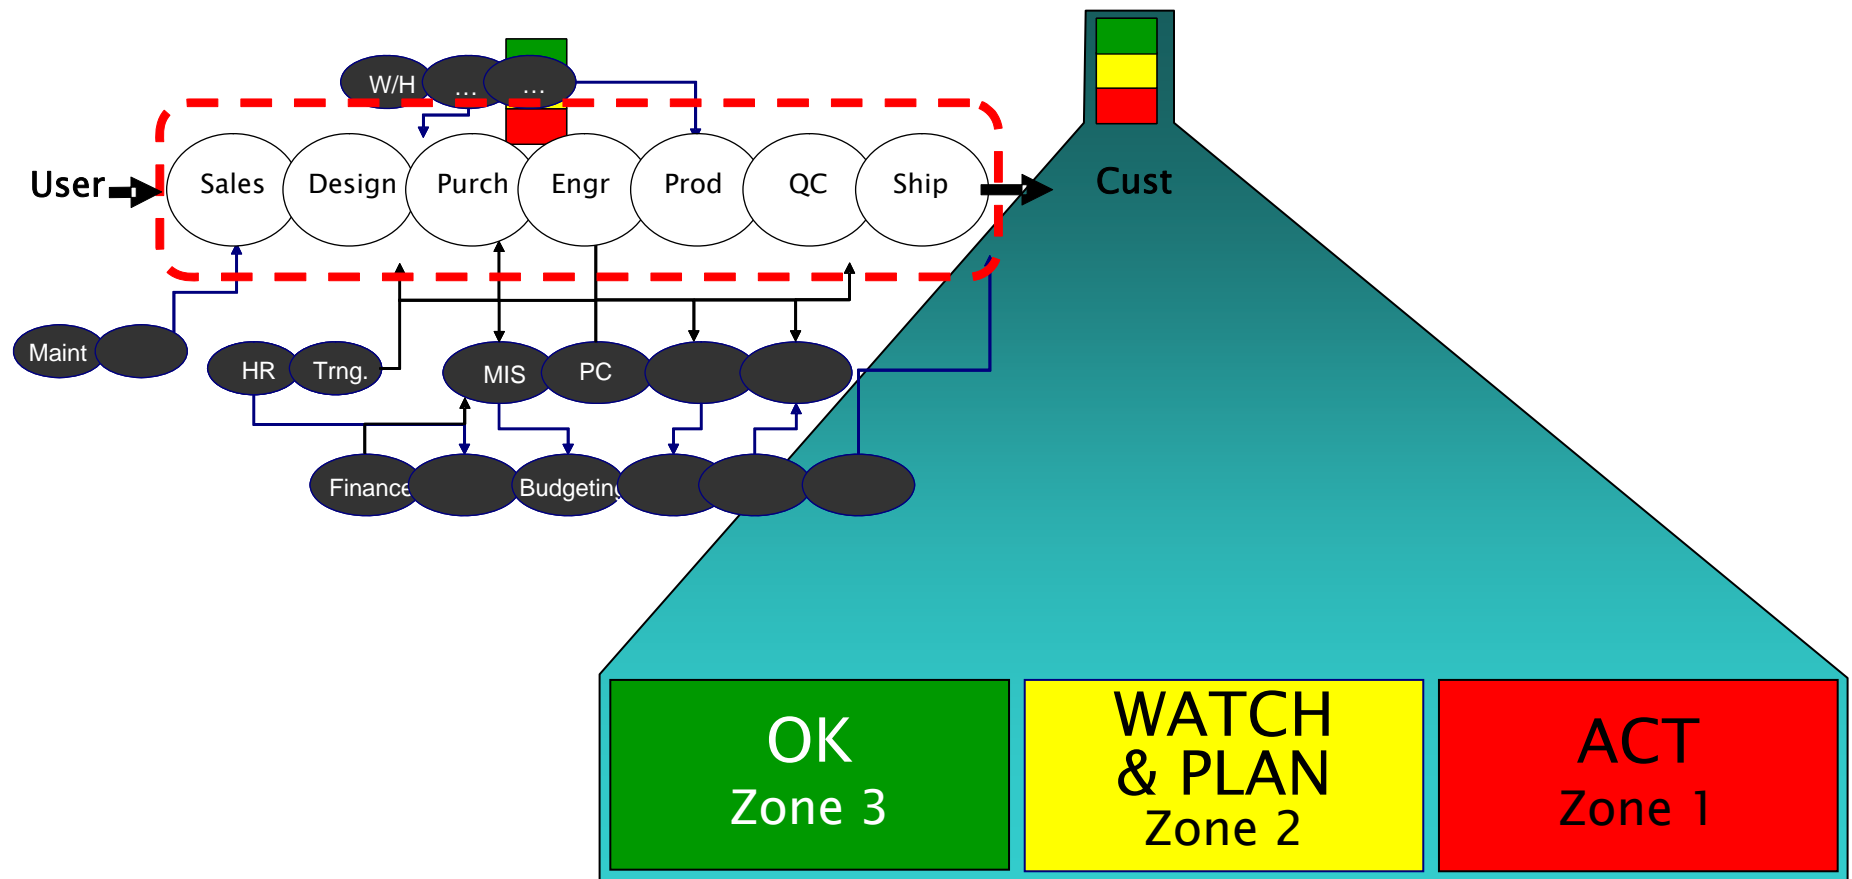 W/H
...
...
User
Sales
Design
Purch
Engr
Prod
QC
Ship
Cust
Maint
HR
Trng.
MIS
PC
Finance
Budgeting
OK
Zone 3
WATCH
& PLAN
Zone 2
ACT
Zone 1